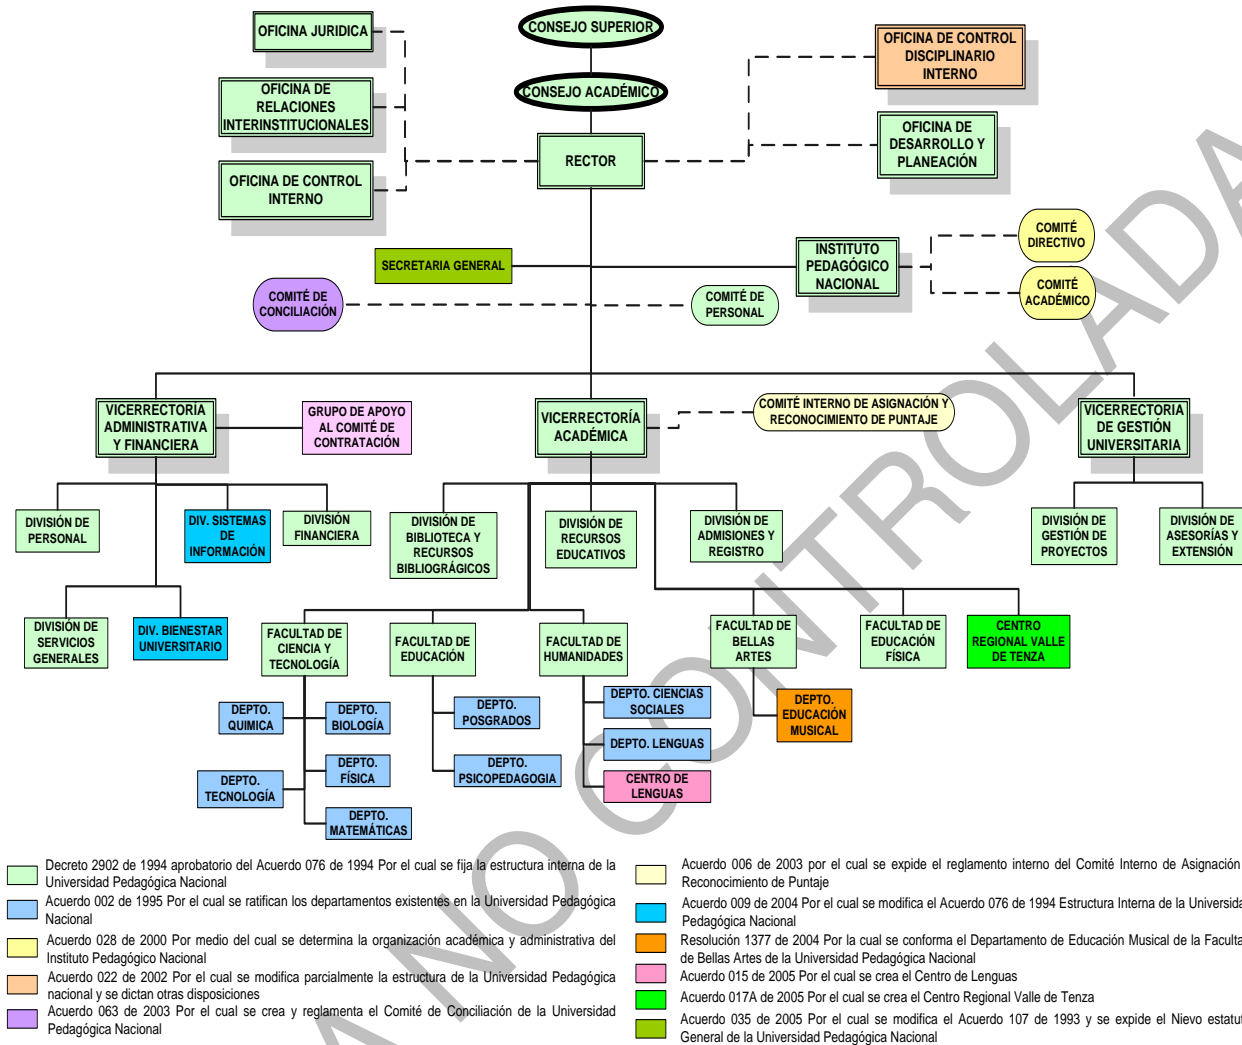 OFICINA JURIDICA
CONSEJO SUPERIOR
OFICINA DE CONTROL
DISCIPLINARIO
INTERNO
OFICINA DE
RELACIONES
INTERINSTITUCIONALES
CONSEJO ACADÉMICO
OFICINA DE
DESARROLLO Y
PLANEACIÓN
RECTOR
OFICINA DE CONTROL
INTERNO
SECRETARIA GENERAL
INSTITUTO
PEDAGÓGICO
NACIONAL
COMITÉ
DIRECTIVO
COMITÉ
ACADÉMICO
COMITÉ DE
CONCILIACIÓN
COMITÉ DE
PERSONAL
VICERRECTORÍA
ADMINISTRATIVA
Y FINANCIERA
GRUPO DE APOYO
AL COMITÉ DE
CONTRATACIÓN
VICERRECTORÍA
ACADÉMICA
COMITÉ INTERNO DE ASIGNACIÓN Y
RECONOCIMIENTO DE PUNTAJE
VICERRECTORIA
DE GESTIÓN
UNIVERSITARIA
DIVISIÓN DE
PERSONAL
DIV. SISTEMAS
DE
INFORMACIÓN
DIVISIÓN
FINANCIERA
DIVISIÓN DE
BIBLIOTECA Y
RECURSOS
BIBLIOGRÁGICOS
DIVISIÓN DE
RECURSOS
EDUCATIVOS
DIVISIÓN DE
ADMISIONES Y
REGISTRO
DIVISIÓN DE
GESTIÓN DE
PROYECTOS
DIVISIÓN DE
ASESORÍAS Y
EXTENSIÓN
DIVISIÓN DE
SERVICIOS
GENERALES
DIV. BIENESTAR
UNIVERSITARIO
FACULTAD DE
CIENCIA Y
TECNOLOGÍA
FACULTAD DE
EDUCACIÓN
FACULTAD DE
HUMANIDADES
FACULTAD DE
BELLAS
ARTES
FACULTAD DE
EDUCACIÓN
FÍSICA
CENTRO
REGIONAL VALLE
DE TENZA
DEPTO.
QUIMICA
DEPTO.
BIOLOGÍA
DEPTO.
POSGRADOS
DEPTO. CIENCIAS
SOCIALES
DEPTO.
EDUCACIÓN
MUSICAL
DEPTO. LENGUAS
DEPTO.
TECNOLOGÍA
DEPTO.
FÍSICA
DEPTO.
PSICOPEDAGOGIA
CENTRO DE
LENGUAS
DEPTO.
MATEMÁTICAS
Decreto 2902 de 1994 aprobatorio del Acuerdo 076 de 1994 Por el cual se fija la estructura interna de la
Universidad Pedagógica Nacional
Acuerdo 002 de 1995 Por el cual se ratifican los departamentos existentes en la Universidad Pedagógica
Nacional
Acuerdo 028 de 2000 Por medio del cual se determina la organización académica y administrativa del
Instituto Pedagógico Nacional
Acuerdo 022 de 2002 Por el cual se modifica parcialmente la estructura de la Universidad Pedagógica
nacional y se dictan otras disposiciones
Acuerdo 063 de 2003 Por el cual se crea y reglamenta el Comité de Conciliación de la Universidad
Pedagógica Nacional
Acuerdo 006 de 2003 por el cual se expide el reglamento interno del Comité Interno de Asignación
Reconocimiento de Puntaje
Acuerdo 009 de 2004 Por el cual se modifica el Acuerdo 076 de 1994 Estructura Interna de la Universida
Pedagógica Nacional
Resolución 1377 de 2004 Por la cual se conforma el Departamento de Educación Musical de la Faculta
de Bellas Artes de la Universidad Pedagógica Nacional
Acuerdo 015 de 2005 Por el cual se crea el Centro de Lenguas
Acuerdo 017A de 2005 Por el cual se crea el Centro Regional Valle de Tenza
Acuerdo 035 de 2005 Por el cual se modifica el Acuerdo 107 de 1993 y se expide el Nievo estatut
General de la Universidad Pedagógica Nacional
A NO CONTROLADA